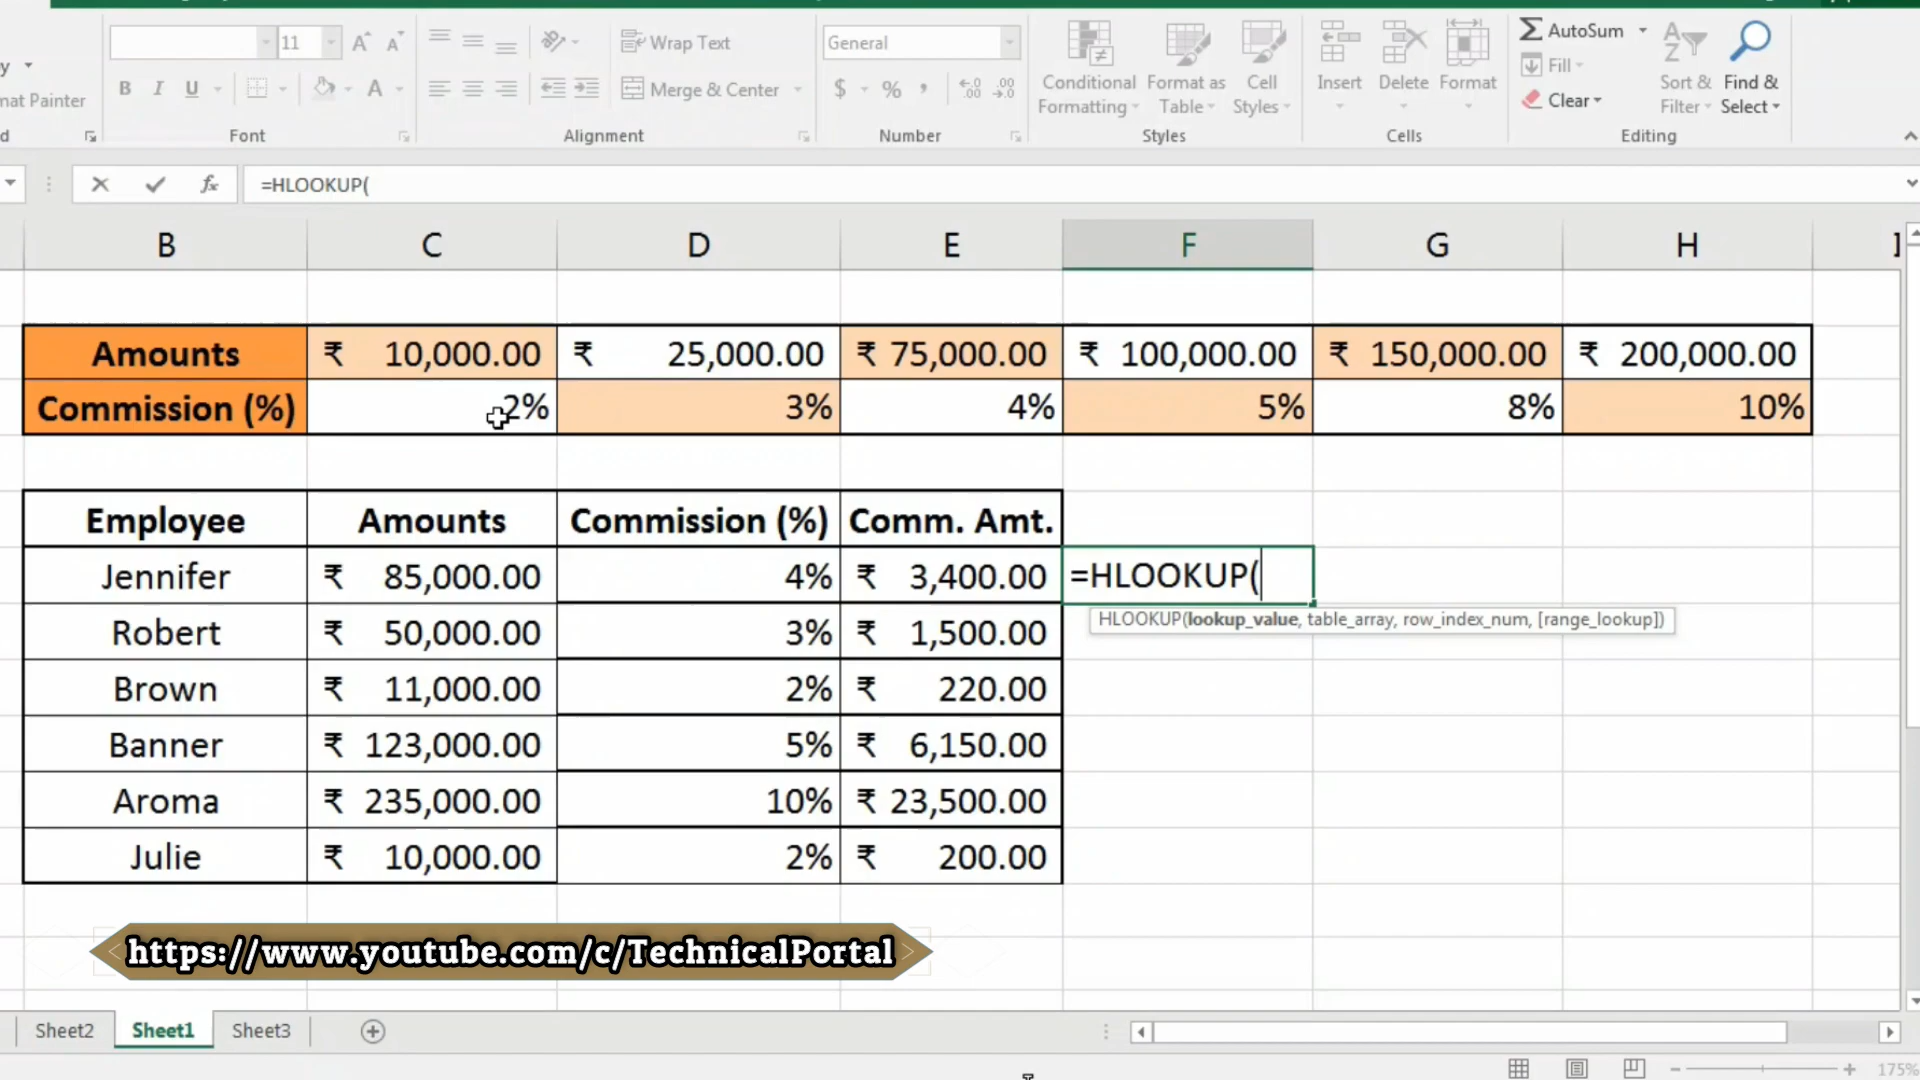 11 Wrap Text General AutoSum
y Fill
mat Painter B I U Merge & Center $ % , Conditional Formatting Format as Table Cell Styles Insert Delete Format Clear Sort & Filter Find & Select
d Font Alignment Number Styles Cells Editing
fx =HLOOKUP(
B C D E F G H
Amounts ₹ 10,000.00 ₹ 25,000.00 ₹ 75,000.00 ₹ 100,000.00 ₹ 150,000.00 ₹ 200,000.00
Commission (%) 2% 3% 4% 5% 8% 10%
Employee Amounts Commission (%) Comm. Amt.
Jennifer ₹ 85,000.00 4% ₹ 3,400.00 =HLOOKUP(
HLOOKUP(lookup_value, table_array, row_index_num, [range_lookup])
Robert ₹ 50,000.00 3% ₹ 1,500.00
Brown ₹ 11,000.00 2% ₹ 220.00
Banner ₹ 123,000.00 5% ₹ 6,150.00
Aroma ₹ 235,000.00 10% ₹ 23,500.00
Julie ₹ 10,000.00 2% ₹ 200.00
https://www.youtube.com/c/TechnicalPortal
Sheet2 Sheet1 Sheet3
175%